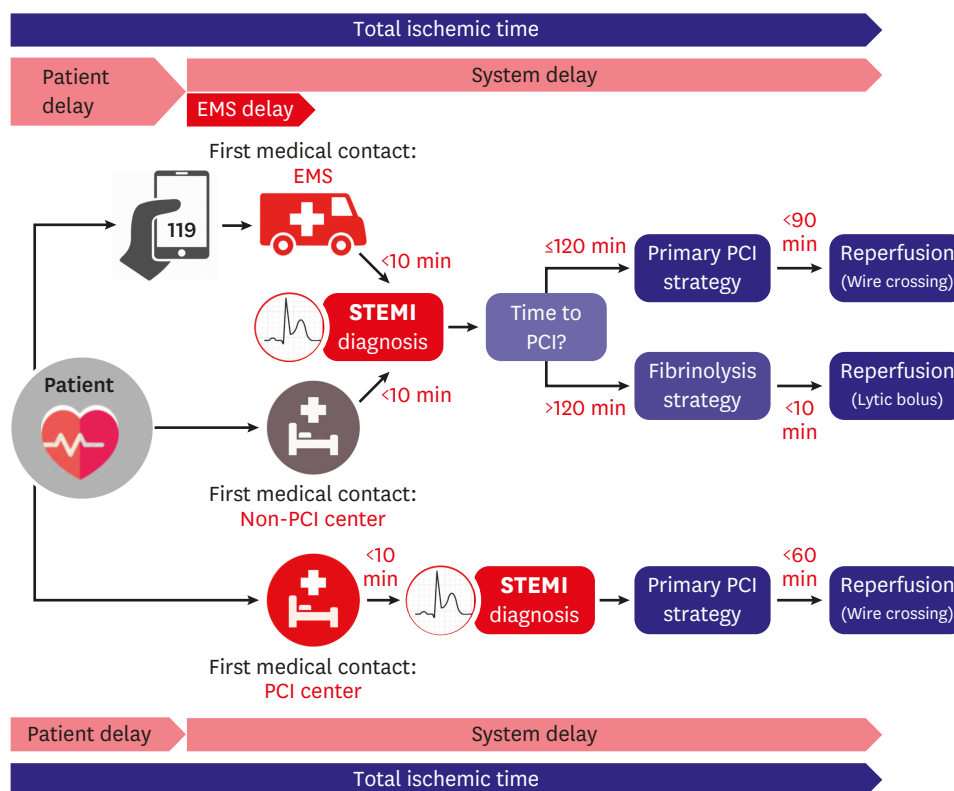 Total ischemic time
Patient
delay
System delay
EMS delay
First medical contact:
EMS
119
<10 min
STEMI
diagnosis
Time to
PCI?
≤120 min
Primary PCI
strategy
<90
min
Reperfusion
(Wire crossing)
>120 min
Fibrinolysis
strategy
<10
min
Reperfusion
(Lytic bolus)
Patient
<10 min
First medical contact:
Non-PCI center
<10
min
STEMI
diagnosis
Primary PCI
strategy
<60
min
Reperfusion
(Wire crossing)
First medical contact:
PCI center
Patient delay
System delay
Total ischemic time